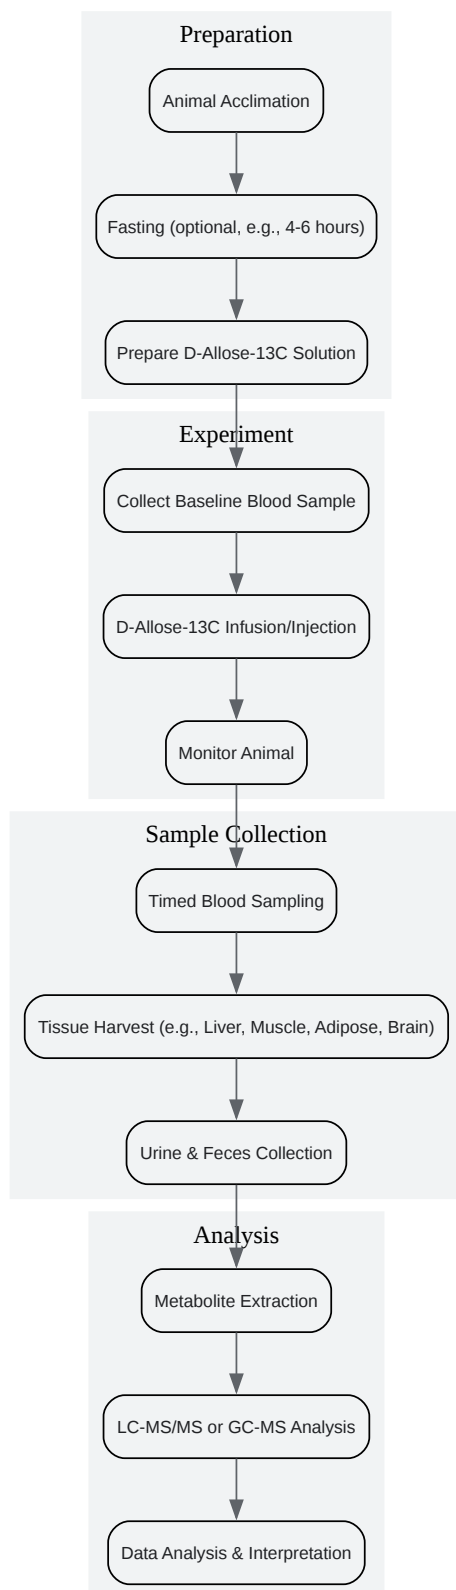 Preparation
Animal Acclimation
Fasting (optional, e.g., 4-6 hours)
Prepare D-Allose-13C Solution
Experiment
Collect Baseline Blood Sample
D-Allose-13C Infusion/Injection
Monitor Animal
Sample Collection
Timed Blood Sampling
Tissue Harvest (e.g., Liver, Muscle, Adipose, Brain)
Urine & Feces Collection
Analysis
Metabolite Extraction
LC-MS/MS or GC-MS Analysis
Data Analysis & Interpretation